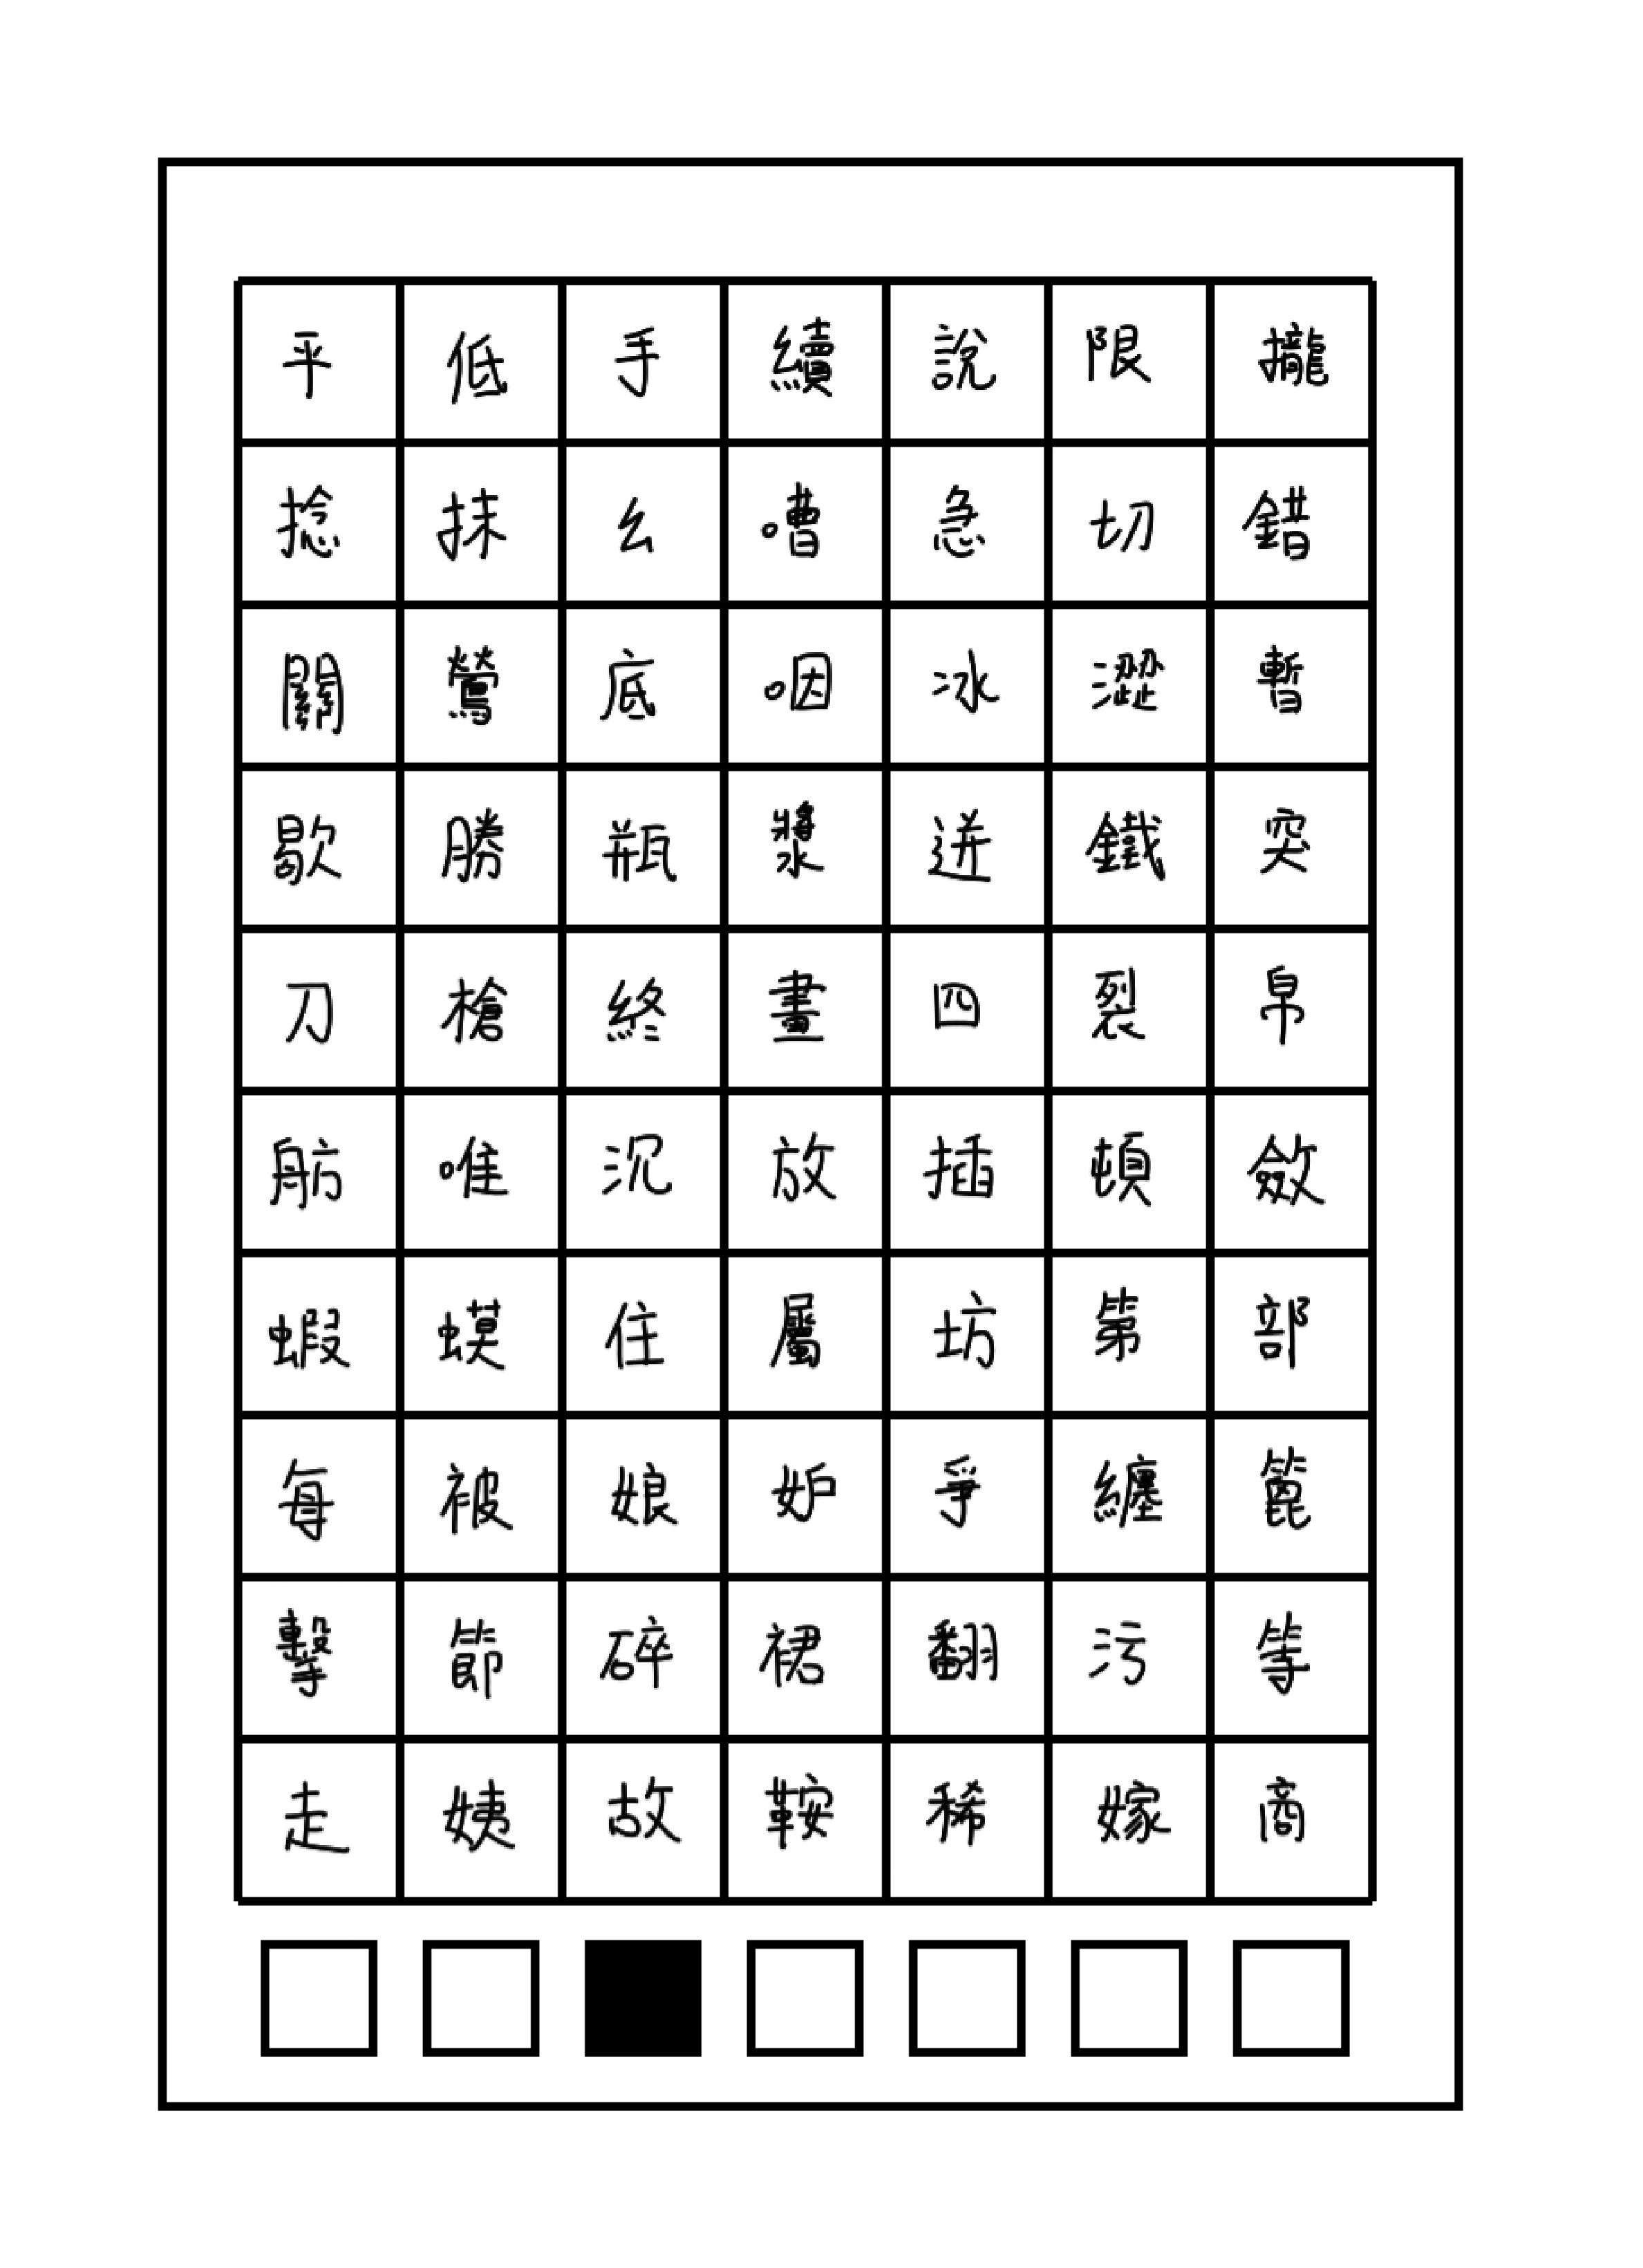 平低手續說限攏
捻抹幺嘈急切錯
關鶯底咽冰澀暫
歇勝瓶漿迸鐵突
刀槍終畫四裂帛
舫唯沉放插頓斂
蝦蟆住屬坊第部
每被娘妒爭纏篦
擊節碎裙翻污等
走姨故鞍稀嫁商